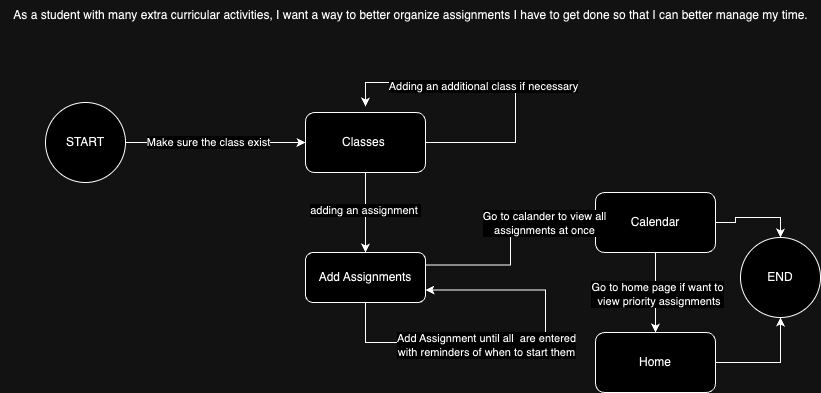 As a student with many extra curricular activities, I want a way to better organize assignments I have to get done so that I can better manage my time.
Adding an additional class if necessary
START
Make sure the class exist
Classes
adding an assignment
Go to calander to view all
assignments at once
Calendar
Add Assignments
END
Go to home page if want to
view priority assignments
Add Assignment until all are entered
with reminders of when to start them
Home